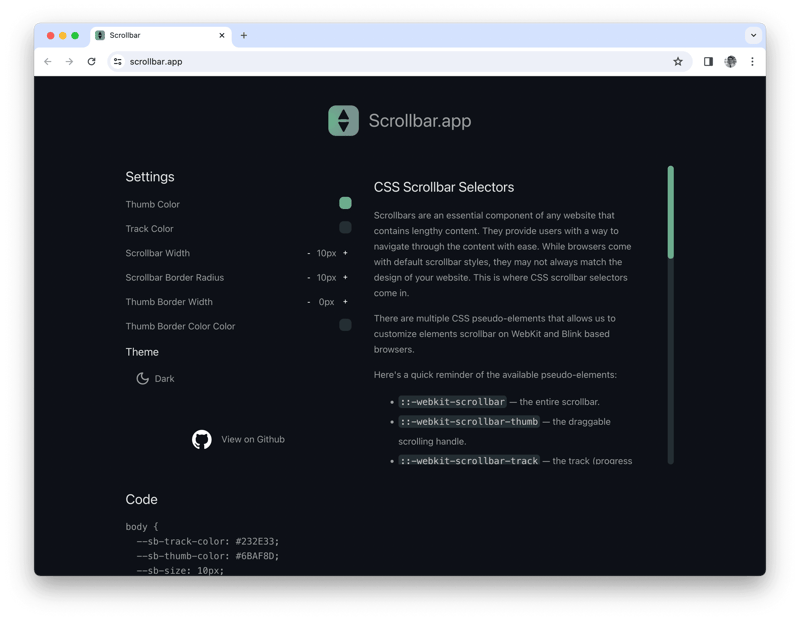 Scrollbar
scrollbar.app
Scrollbar.app
Settings
Thumb Color
Track Color
Scrollbar Width - 10px +
Scrollbar Border Radius - 10px +
Thumb Border Width - 0px +
Thumb Border Color Color
Theme
Dark
View on Github
CSS Scrollbar Selectors
Scrollbars are an essential component of any website that
contains lengthy content. They provide users with a way to
navigate through the content with ease. While browsers come
with default scrollbar styles, they may not always match the
design of your website. This is where CSS scrollbar selectors
come in.
There are multiple CSS pseudo-elements that allows us to
customize elements scrollbar on WebKit and Blink based
browsers.
Here's a quick reminder of the available pseudo-elements:
• ::-webkit-scrollbar — the entire scrollbar.
• ::-webkit-scrollbar-thumb — the draggable
scrolling handle.
• ::-webkit-scrollbar-track — the track (progress
Code
body {
--sb-track-color: #232E33;
--sb-thumb-color: #6BAF8D;
--sb-size: 10px;